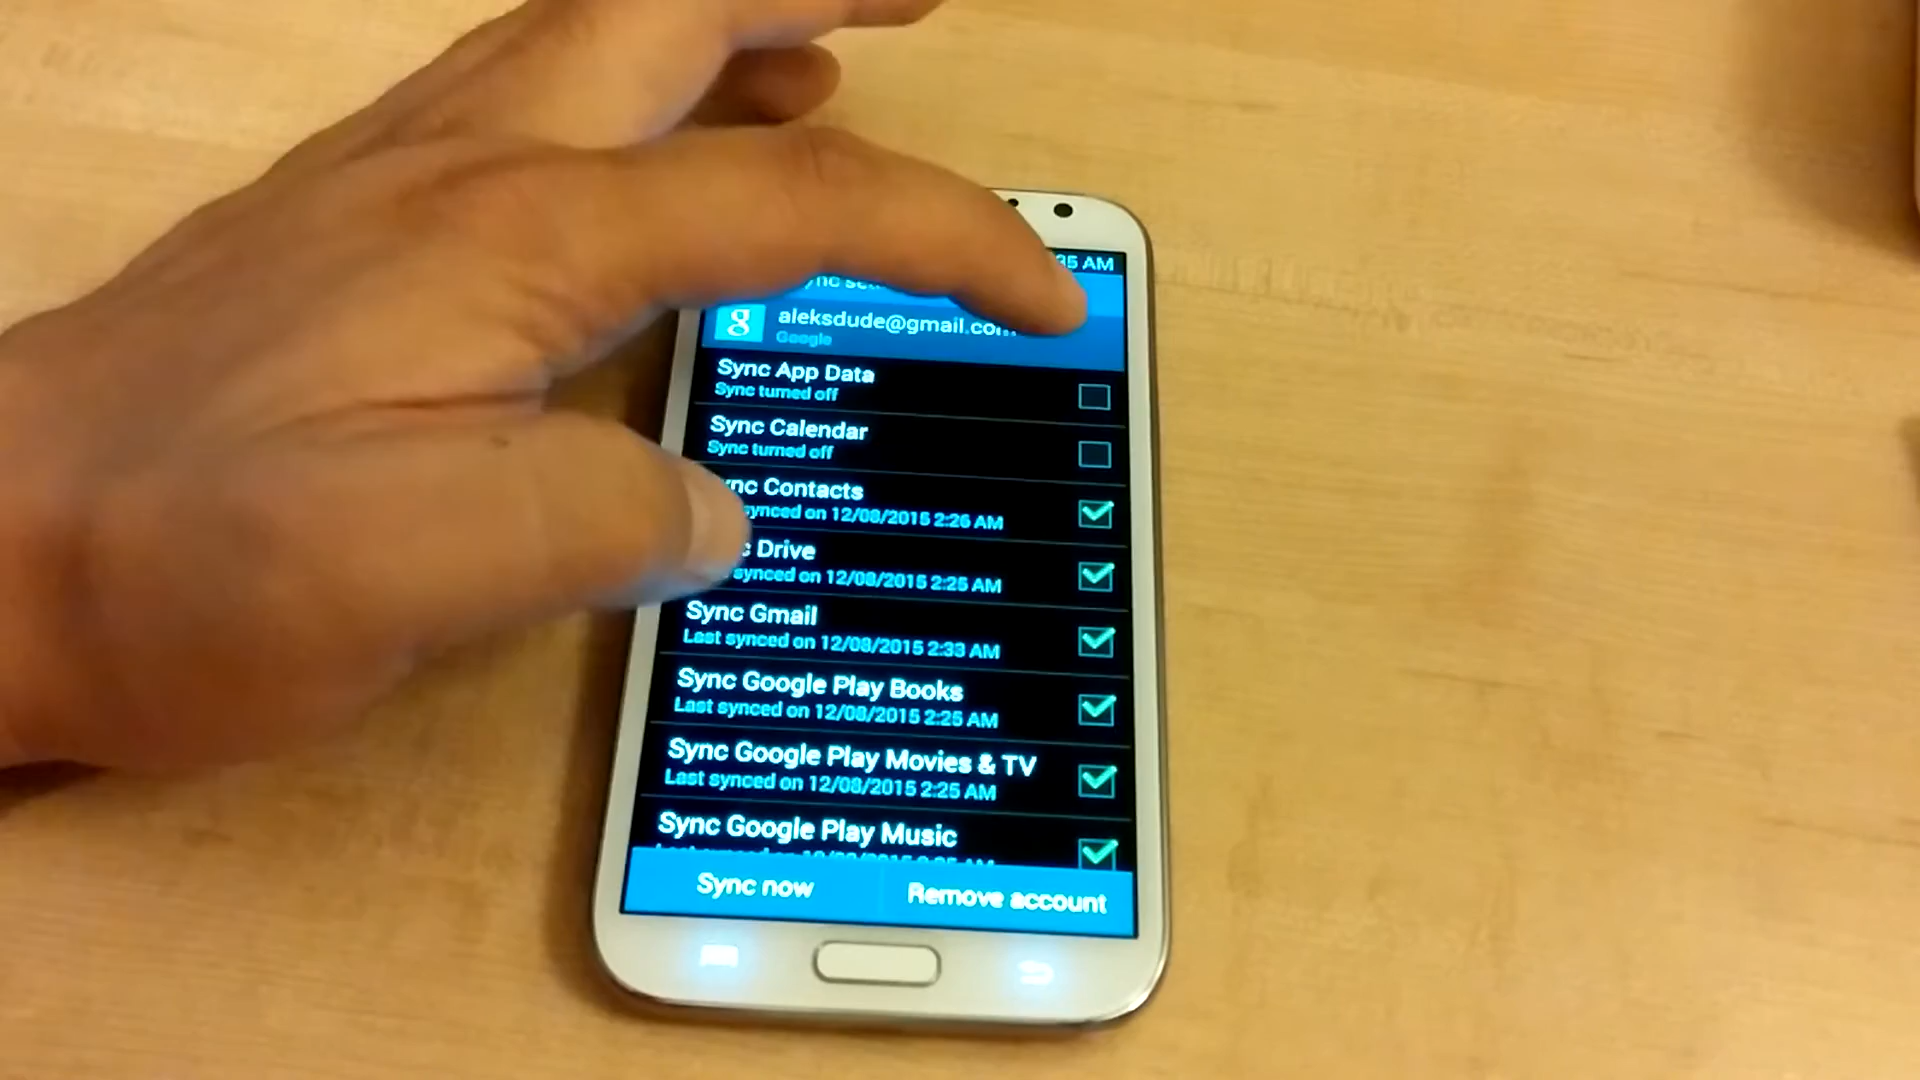 35 AM
aleksdude@gmail.com
Google
Sync App Data
Sync turned off
Sync Calendar
Sync turned off
nc Contacts
synced on 12/08/2015 2:26 AM
c Drive
synced on 12/08/2015 2:25 AM
Sync Gmail
Last synced on 12/08/2015 2:33 AM
Sync Google Play Books
Last synced on 12/08/2015 2:25 AM
Sync Google Play Movies & TV
Last synced on 12/08/2015 2:25 AM
Sync Google Play Music
Sync now
Remove account